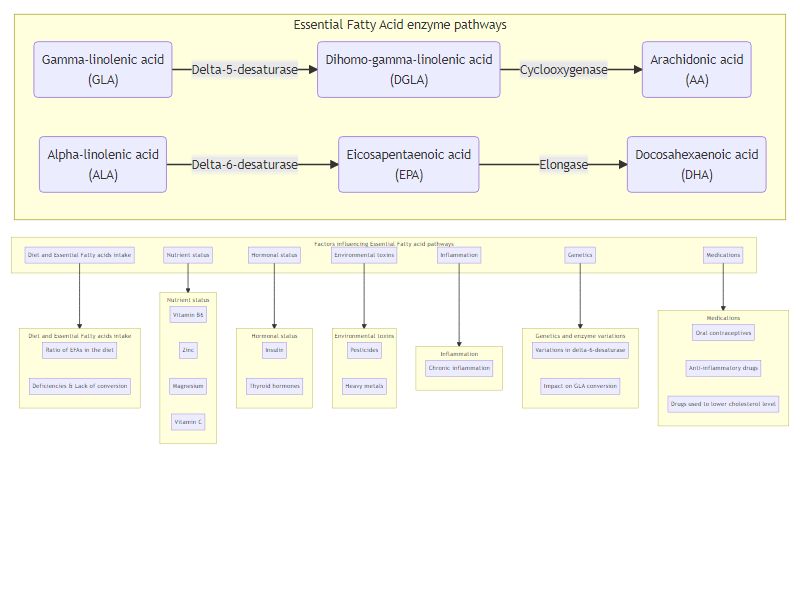 Essential Fatty Acid enzyme pathways
Gamma-linolenic acid
(GLA)
Delta-5-desaturase
Dihomo-gamma-linolenic acid
(DGLA)
Cyclooxygenase
Arachidonic acid
(AA)
Alpha-linolenic acid
(ALA)
Delta-6-desaturase
Eicosapentaenoic acid
(EPA)
Elongase
Docosahexaenoic acid
(DHA)
Factors influencing Essential Fatty acid pathways
Diet and Essential Fatty acids intake
Nutrient status
Hormonal status
Environmental toxins
Inflammation
Genetics
Medications
Diet and Essential Fatty acids intake
Ratio of EFAs in the diet
Deficiencies & Lack of conversion
Nutrient status
Vitamin B6
Zinc
Magnesium
Vitamin C
Hormonal status
Insulin
Thyroid hormones
Environmental toxins
Pesticides
Heavy metals
Inflammation
Chronic inflammation
Genetics and enzyme variations
Variations in delta-6-desaturase
Impact on GLA conversion
Medications
Oral contraceptives
Anti-inflammatory drugs
Drugs used to lower cholesterol level